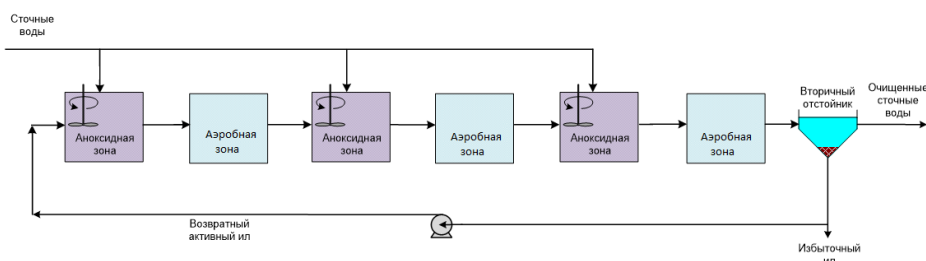 Сточные
воды
Аноксидная
зона
Аэробная
зона
Аноксидная
зона
Аэробная
зона
Аноксидная
зона
Аэробная
зона
Вторичный
отстойник
Очищенные
сточные
воды
Возвратный
активный ил
Избыточный
ил